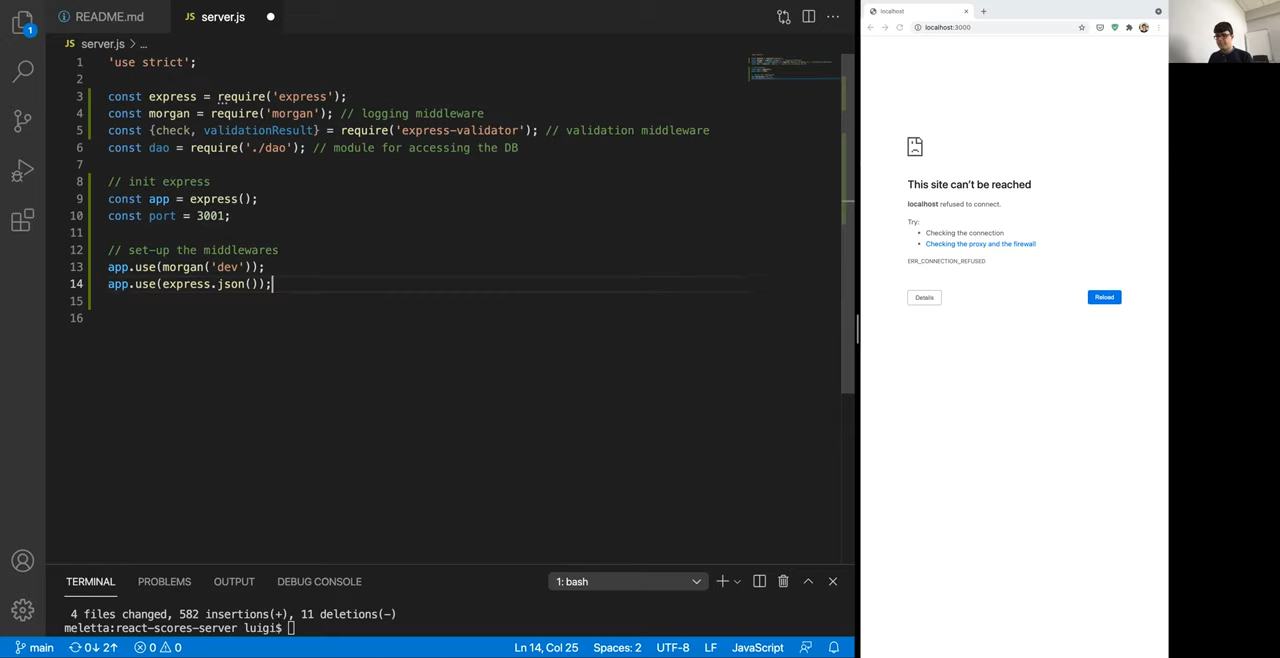 README.md
JS server.js
JS server.js > ...
1 'use strict';
2
3 const express = require('express');
4 const morgan = require('morgan'); // logging middleware
5 const {check, validationResult} = require('express-validator'); // validation middleware
6 const dao = require('./dao'); // module for accessing the DB
7
8 // init express
9 const app = express();
10 const port = 3001;
11
12 // set-up the middlewares
13 app.use(morgan('dev'));
14 app.use(express.json());
15
16
1
TERMINAL PROBLEMS OUTPUT DEBUG CONSOLE 1: bash
4 files changed, 582 insertions(+), 11 deletions(-)
meletta:react-scores-server luigi$
main 0↓ 2↑ 0 0 Ln 14, Col 25 Spaces: 2 UTF-8 LF JavaScript
localhost
localhost:3000
This site can't be reached
localhost refused to connect.
Try:
• Checking the connection
• Checking the proxy and the firewall
ERR_CONNECTION_REFUSED
Details Reload